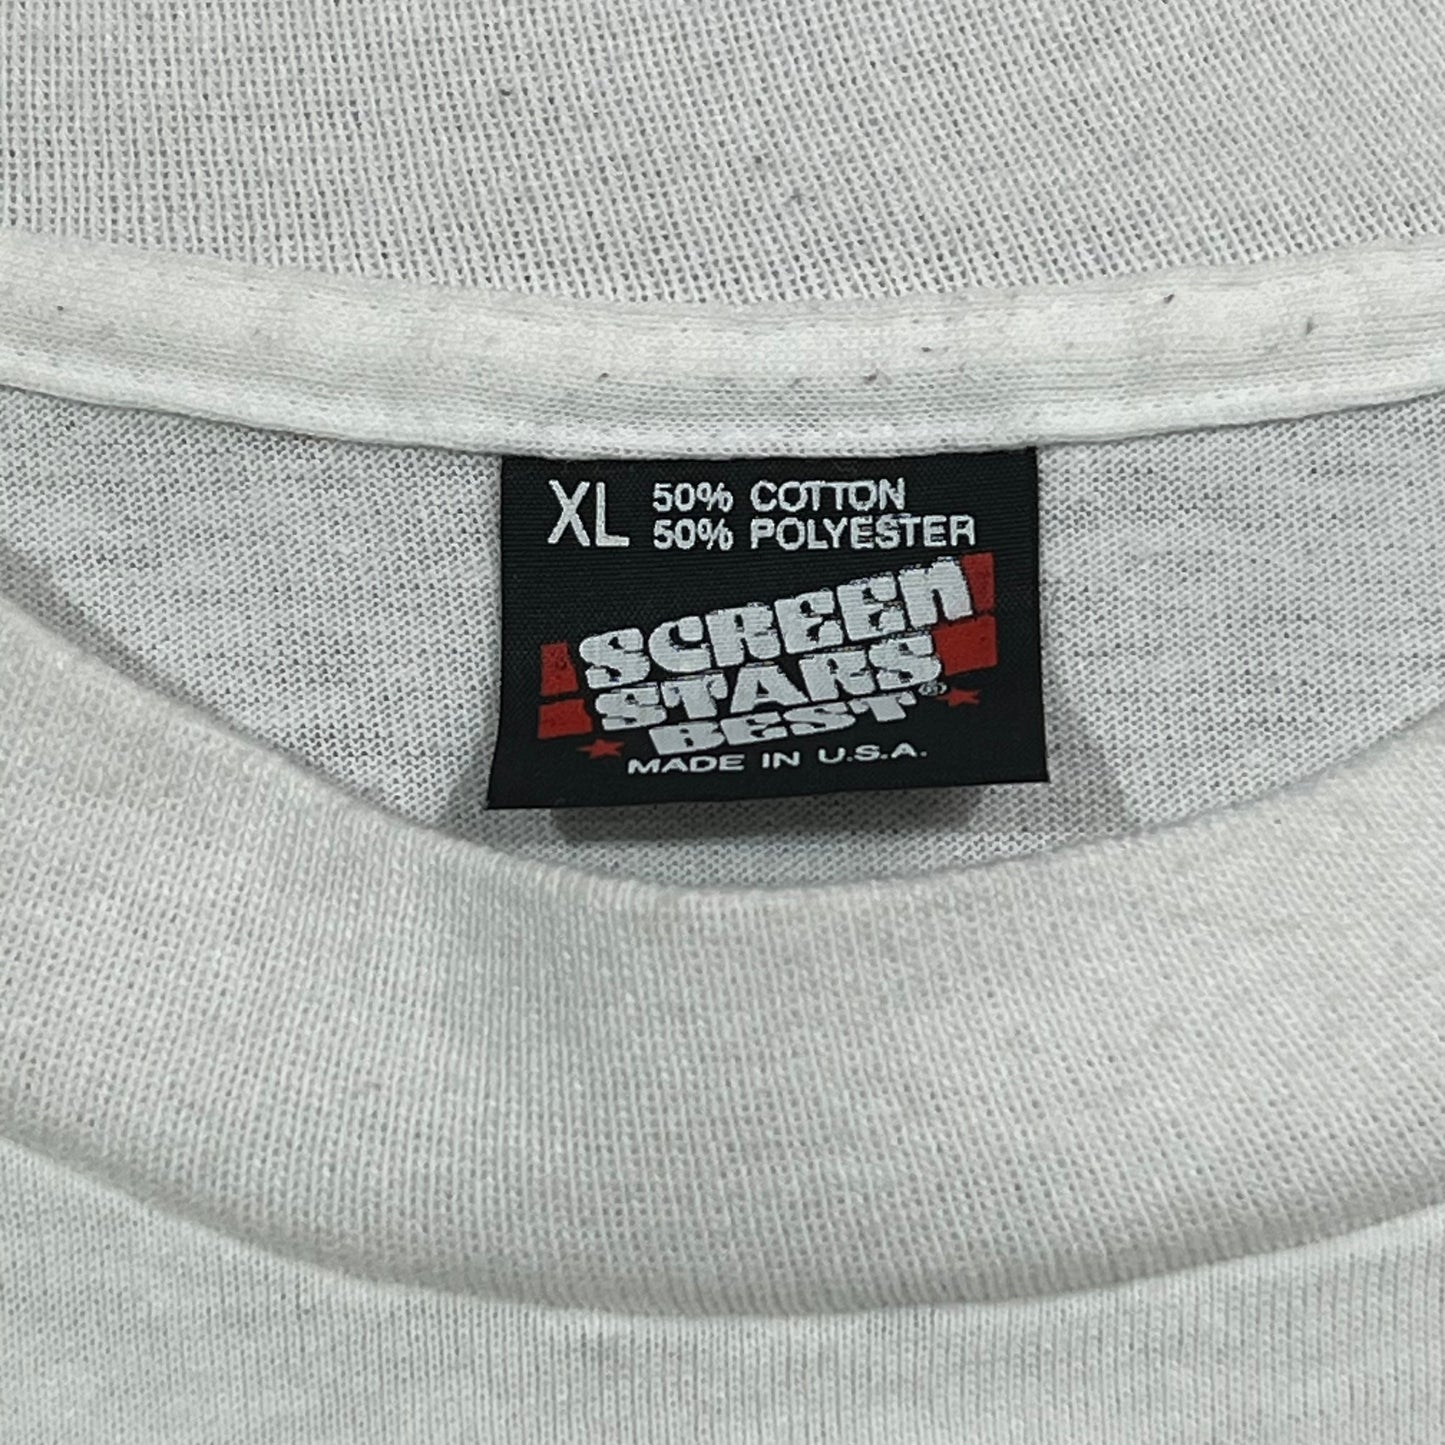 XL 50% COTTON
50% POLYESTER
SCREEN
STARS
BEST®
MADE IN U.S.A.